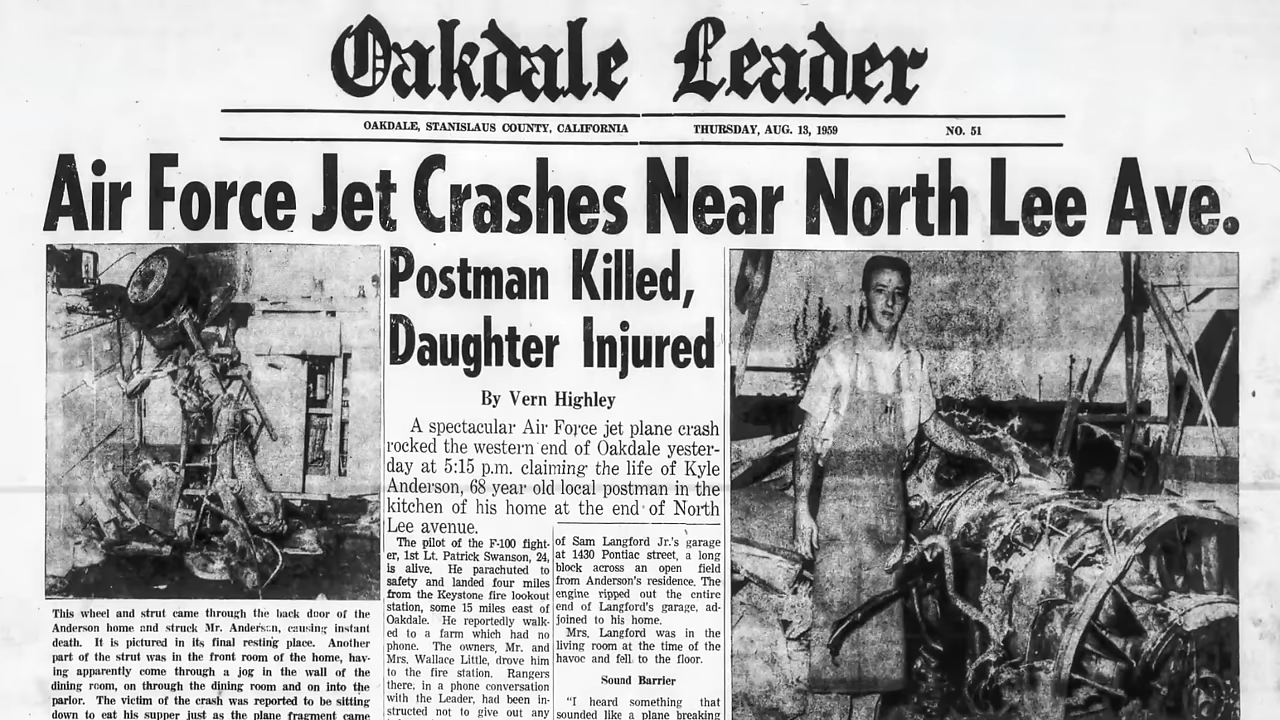 Oakdale Leader
OAKDALE, STANISLAUS COUNTY, CALIFORNIA THURSDAY, AUG. 13, 1959 NO. 51
Air Force Jet Crashes Near North Lee Ave.
Postman Killed,
Daughter Injured
By Vern Highley
A spectacular Air Force jet plane crash
rocked the western end of Oakdale yester-
day at 5:15 p.m. claiming the life of Kyle
Anderson, 68 year old local postman in the
kitchen of his home at the end of North
Lee avenue.
The pilot of the F-100 fight-
er, 1st Lt. Patrick Swanson, 24,
is alive. He parachuted to
safety and landed four miles
from the Keystone fire lookout
station, some 15 miles east of
Oakdale. He reportedly walk-
ed to a farm which had no
phone. The owners, Mr. and
Mrs. Wallace Little, drove him
to the fire station. Rangers
there, in a phone conversation
with the Leader, had been in-
structed not to give out any
of Sam Langford Jr.'s garage
at 1430 Pontiac street, a long
block across an open field
from Anderson's residence. The
engine ripped out the entire
end of Langford's garage, ad-
joined to his home.
Mrs. Langford was in the
living room at the time of the
havoc and fell to the floor.
Sound Barrier
"I heard something that
sounded like a plane breaking
This wheel and strut came through the back door of the
Anderson home and struck Mr. Anderson, causing instant
death. It is pictured in its final resting place. Another
part of the strut was in the front room of the home, hav-
ing apparently come through a jog in the wall of the
dining room, on through the dining room and on into the
parlor. The victim of the crash was reported to be sitting
down to eat his supper just as the plane fragment came